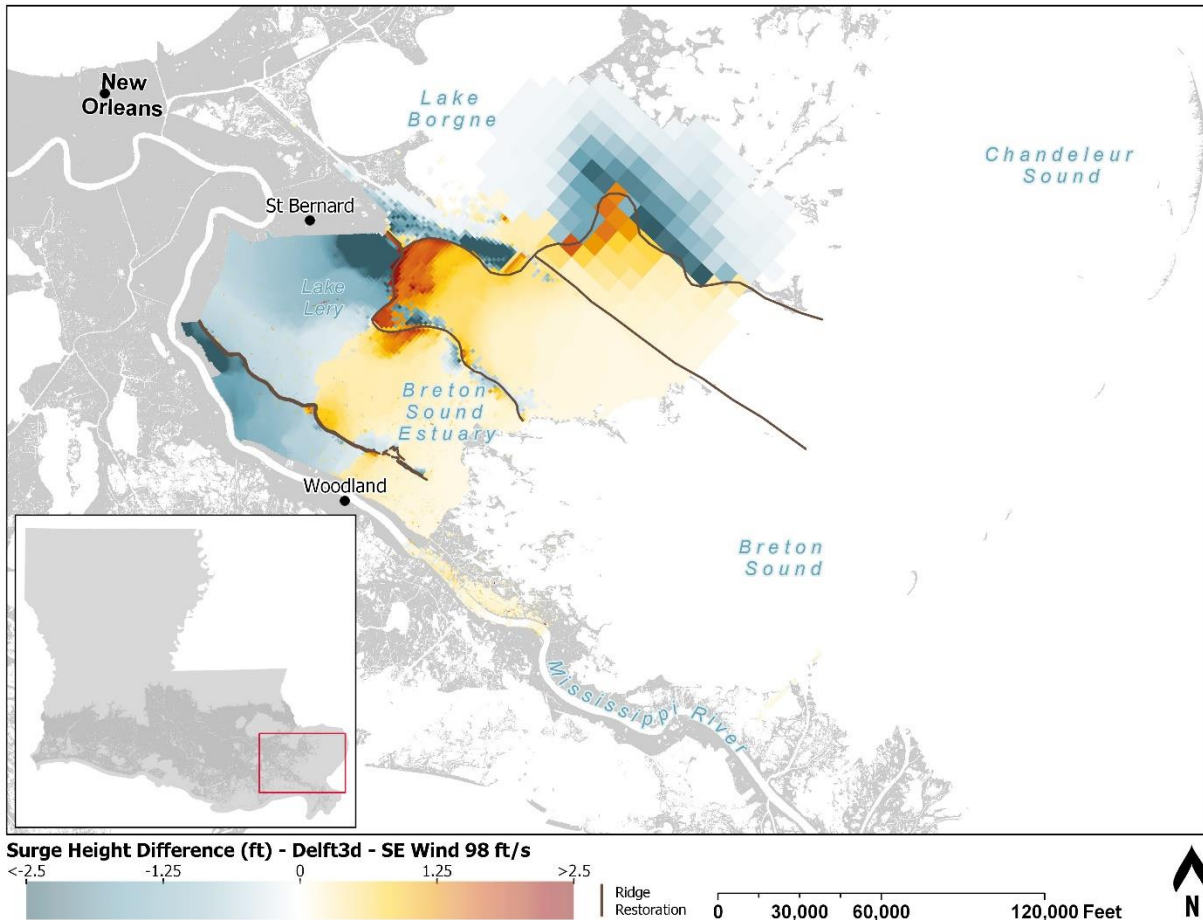 New
Orleans
Lake
Borgne
Chandeleur
Sound
St Bernard
Lake
Lery
Breton
Sound
Estuary
Woodland
Breton
Sound
Mississippi River
Surge Height Difference (ft) - Delft3d - SE Wind 98 ft/s
<-2.5 -1.25 0 1.25 >2.5
Ridge
Restoration
0 30,000 60,000 120,000 Feet
N